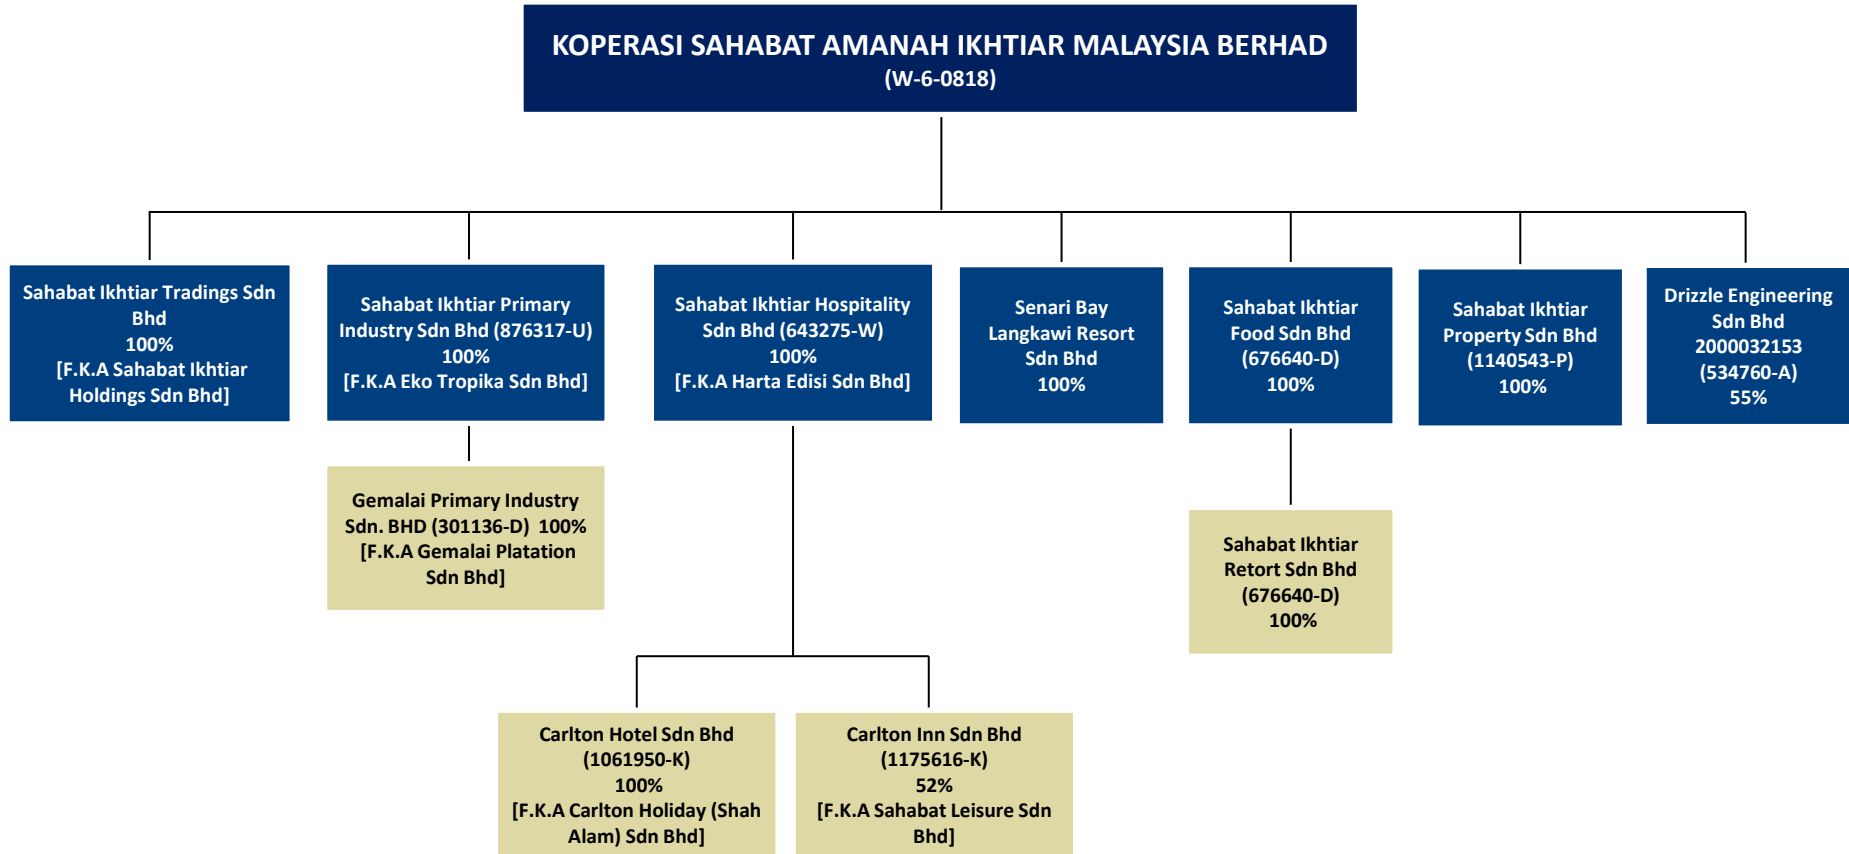 KOPERASI SAHABAT AMANAH IKHTIAR MALAYSIA BERHAD
(W-6-0818)
Sahabat Ikhtiar Tradings Sdn
Bhd
100%
[F.K.A Sahabat Ikhtiar
Holdings Sdn Bhd]
Sahabat Ikhtiar Primary
Industry Sdn Bhd (876317-U)
100%
[F.K.A Eko Tropika Sdn Bhd]
Sahabat Ikhtiar Hospitality
Sdn Bhd (643275-W)
100%
[F.K.A Harta Edisi Sdn Bhd]
Senari Bay
Langkawi Resort
Sdn Bhd
100%
Sahabat Ikhtiar
Food Sdn Bhd
(676640-D)
100%
Sahabat Ikhtiar
Property Sdn Bhd
(1140543-P)
100%
Drizzle Engineering
Sdn Bhd
2000032153
(534760-A)
55%
Gemalai Primary Industry
Sdn. BHD (301136-D)  100%
[F.K.A Gemalai Platation
Sdn Bhd]
Sahabat Ikhtiar
Retort Sdn Bhd
(676640-D)
100%
Carlton Hotel Sdn Bhd
(1061950-K)
100%
[F.K.A Carlton Holiday (Shah
Alam) Sdn Bhd]
Carlton Inn Sdn Bhd
(1175616-K)
52%
[F.K.A Sahabat Leisure Sdn
Bhd]